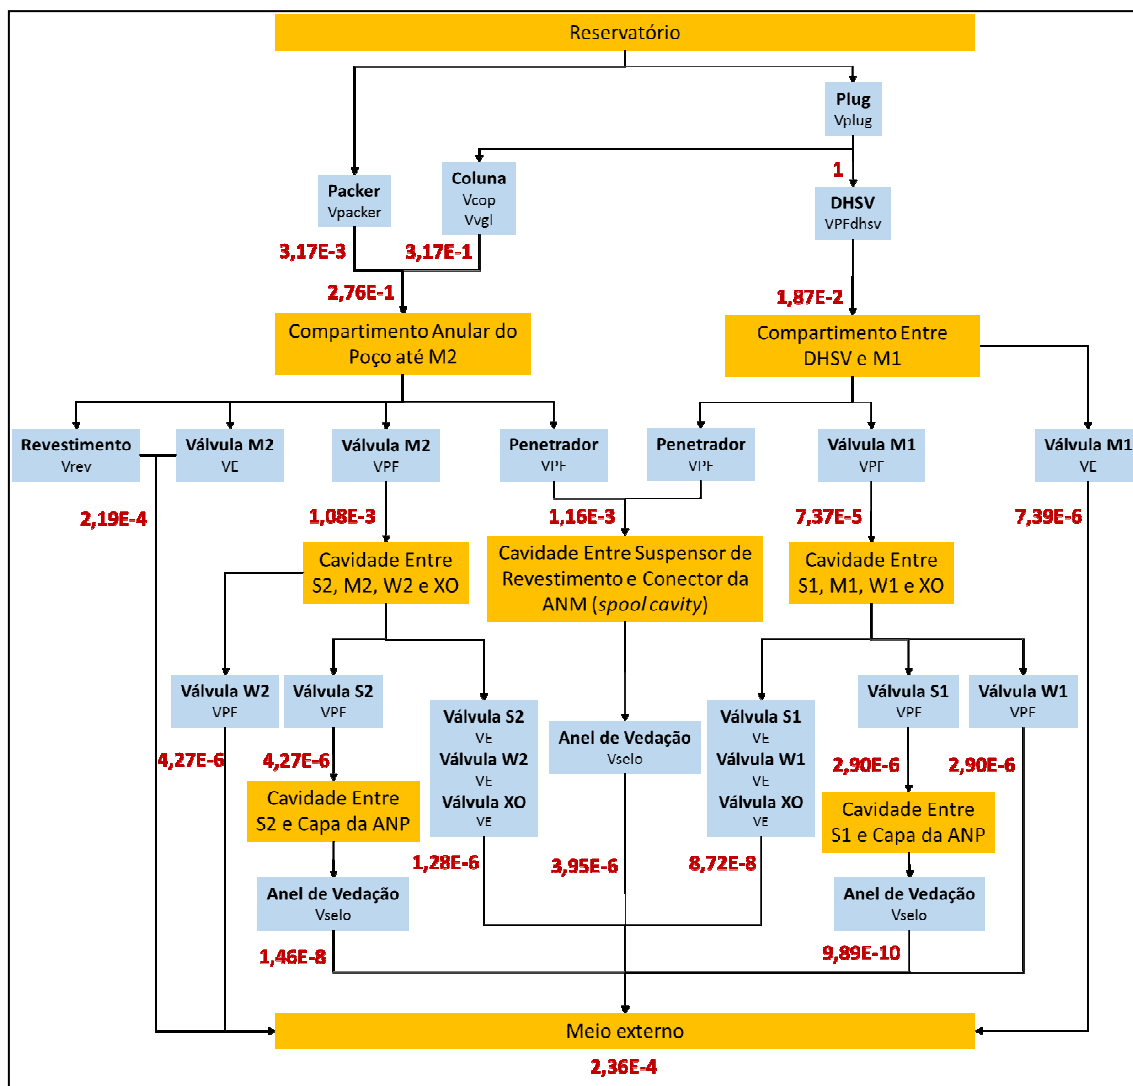 Reservatório
Plug
Vplug
1
Packer
Vpacker
Coluna
Vcop
Vvgl
DHSV
VPFdhsv
3,17E-3
3,17E-1
2,76E-1
1,87E-2
Compartimento Anular do
Poço até M2
Compartimento Entre
DHSV e M1
Revestimento
Vrev
Válvula M2
VE
Válvula M2
VPF
Penetrador
VPF
Penetrador
VPF
Válvula M1
VPF
Válvula M1
VE
2,19E-4
1,08E-3
1,16E-3
7,37E-5
7,39E-6
Cavidade Entre
S2, M2, W2 e XO
Cavidade Entre Suspensor de
Revestimento e Conector da
ANM (spool cavity)
Cavidade Entre
S1, M1, W1 e XO
Válvula W2
VPF
Válvula S2
VPF
Válvula S2
VE
Válvula W2
VE
Válvula XO
VE
Anel de Vedação
Vselo
Válvula S1
VE
Válvula W1
VE
Válvula XO
VE
Válvula S1
VPF
Válvula W1
VPF
4,27E-6
4,27E-6
2,90E-6
2,90E-6
Cavidade Entre
S2 e Capa da ANP
Cavidade Entre
S1 e Capa da ANP
1,28E-6
3,95E-6
8,72E-8
Anel de Vedação
Vselo
Anel de Vedação
Vselo
1,46E-8
9,89E-10
Meio externo
2,36E-4